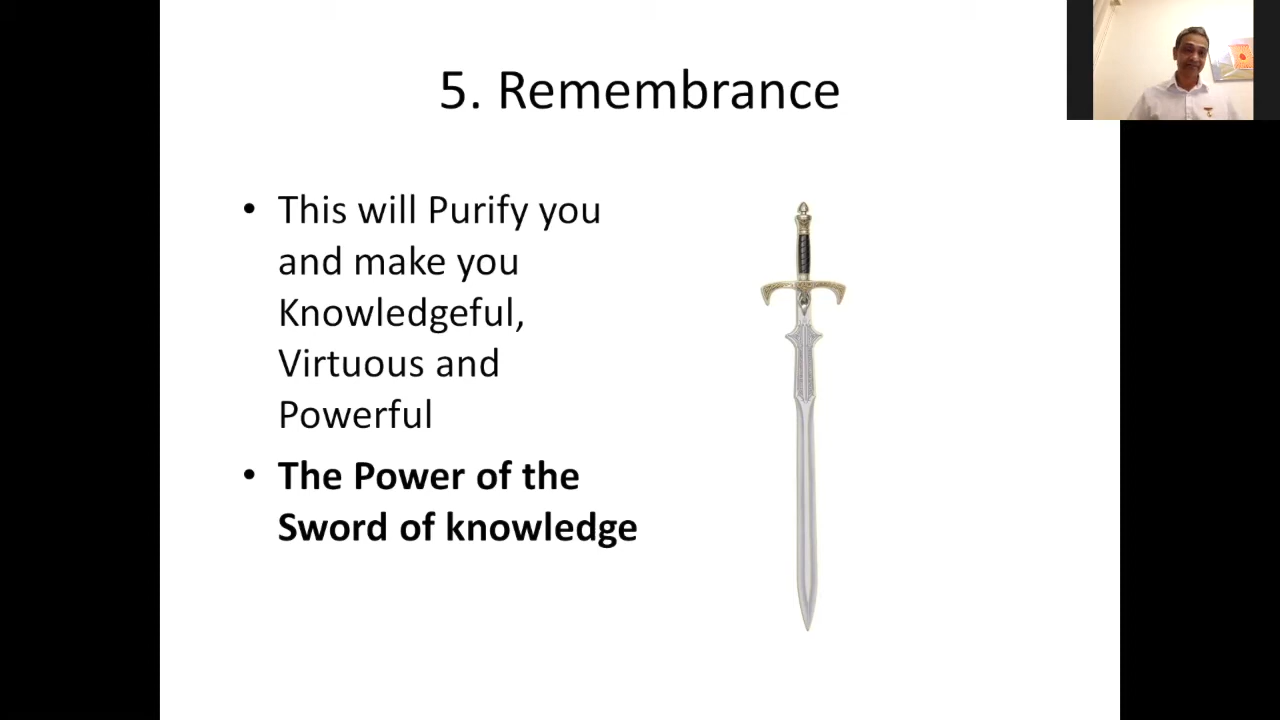 5. Remembrance
• This will Purify you
and make you
Knowledgeful,
Virtuous and
Powerful
• The Power of the
Sword of knowledge